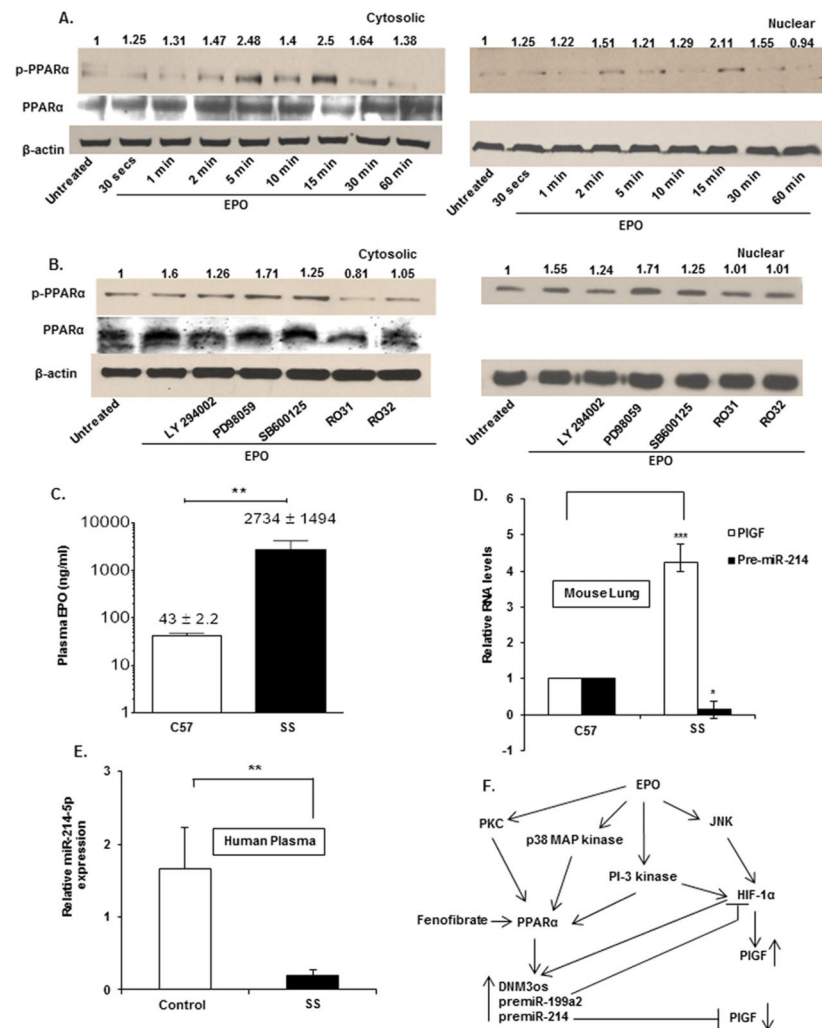 A.
Cytosolic
1 1.25 1.31 1.47 2.48 1.4 2.5 1.64 1.38
p-PPARα
PPARα
β-actin
Untreated 30 secs 1 min 2 min 5 min 10 min 15 min 30 min 60 min
EPO
Nuclear
1 1.25 1.22 1.51 1.21 1.29 2.11 1.55 0.94
Untreated 30 secs 1 min 2 min 5 min 10 min 15 min 30 min 60 min
EPO
B.
Cytosolic
1 1.6 1.26 1.71 1.25 0.81 1.05
p-PPARα
PPARα
β-actin
Untreated LY 294002 PD98059 SB600125 RO31 RO32
EPO
Nuclear
1 1.55 1.24 1.71 1.25 1.01 1.01
Untreated LY 294002 PD98059 SB600125 RO31 RO32
EPO
C.
**
Plasma EPO (ng/ml)
10000
1000
100
10
1
43 ± 2.2
2734 ± 1494
C57 SS
D.
Relative RNA levels
6
5
4
3
2
1
0
-1
***
*
PlGF
Pre-miR-214
Mouse Lung
C57 SS
E.
**
Relative miR-214-5p
expression
3
2
1
0
Human Plasma
Control SS
F.
EPO
PKC
p38 MAP kinase
PI-3 kinase
JNK
HIF-1α
Fenofibrate
PPARα
PlGF
DNM3os
premiR-199a2
premiR-214
PlGF